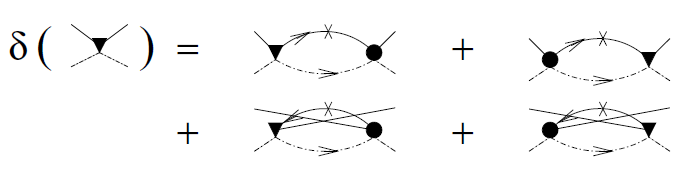 δ ( ) = +
+ +